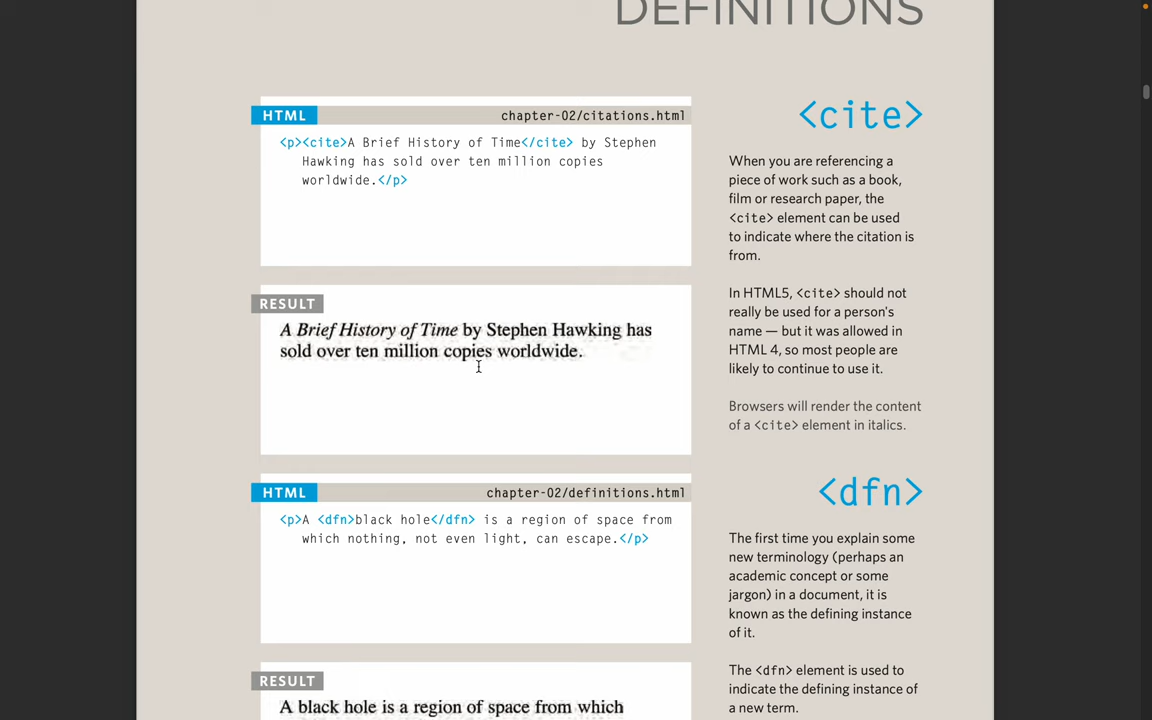 DEFINITIONS
HTML
chapter-02/citations.html
<p><cite>A Brief History of Time</cite> by Stephen
Hawking has sold over ten million copies
worldwide.</p>
RESULT
A Brief History of Time by Stephen Hawking has
sold over ten million copies worldwide.
HTML
chapter-02/definitions.html
<p>A <dfn>black hole</dfn> is a region of space from
which nothing, not even light, can escape.</p>
RESULT
A black hole is a region of space from which
<cite>
When you are referencing a
piece of work such as a book,
film or research paper, the
<cite> element can be used
to indicate where the citation is
from.
In HTML5, <cite> should not
really be used for a person's
name — but it was allowed in
HTML 4, so most people are
likely to continue to use it.
Browsers will render the content
of a <cite> element in italics.
<dfn>
The first time you explain some
new terminology (perhaps an
academic concept or some
jargon) in a document, it is
known as the defining instance
of it.
The <dfn> element is used to
indicate the defining instance of
a new term.